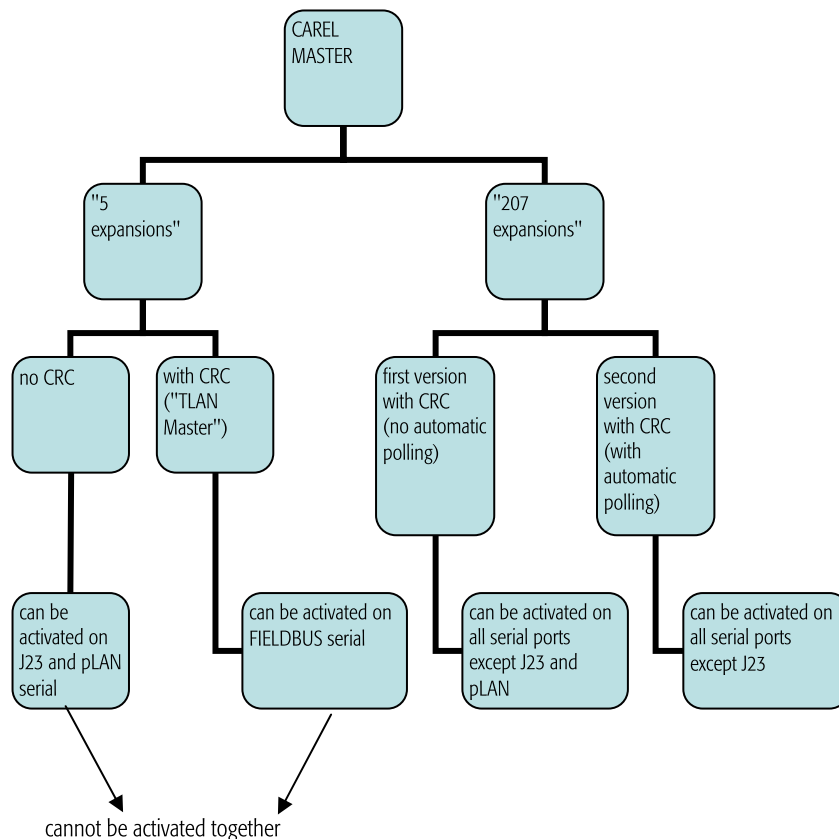 CAREL
MASTER
"5
expansions"
"207
expansions"
no CRC
with CRC
("TLAN
Master")
first version
with CRC
(no automatic
polling)
second
version
with CRC
(with
automatic
polling)
can be
activated on
J23 and pLAN
serial
can be activated on
FIELDBUS serial
can be activated on
all serial ports
except J23 and
pLAN
can be activated on
all serial ports
except J23
cannot be activated together